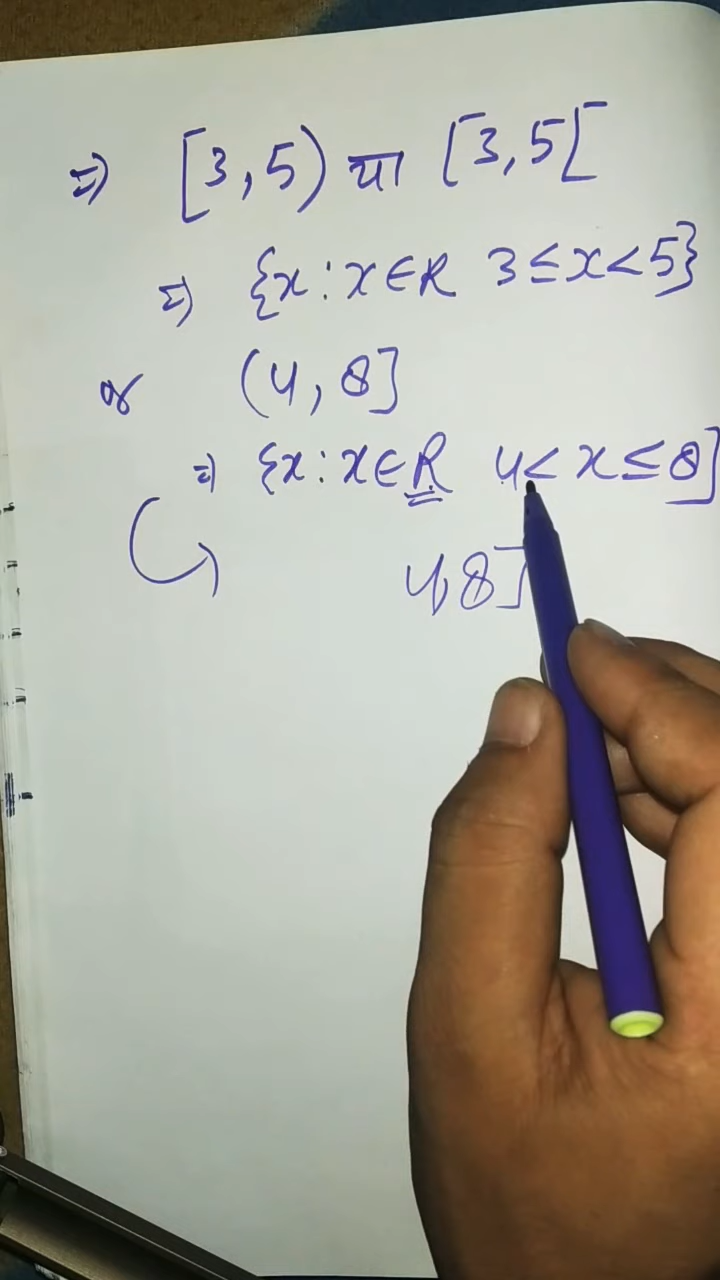 ⇒ [3,5) या [3,5[
⇒ {x:x∈R 3≤x<5}
or (4,8]
⇒ {x:x∈R 4<x≤8]
4,8]